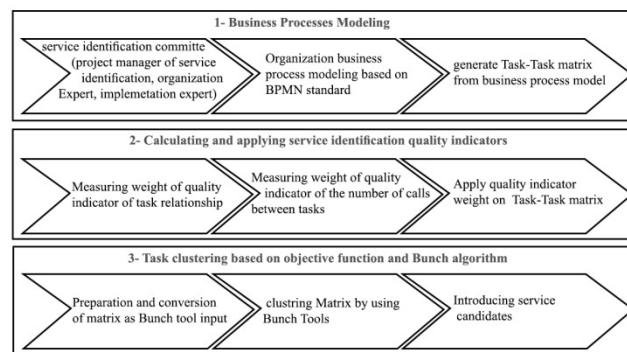 1- Business Processes Modeling
service identification committe
(project manager of service
identification, organization
Expert, implemetation expert)
Organization business
process modeling based on
BPMN standard
generate Task-Task matrix
from business process model
2- Calculating and applying service identification quality indicators
Measuring weight of quality
indicator of task relationship
Measuring weight of quality
indicator of the number of calls
between tasks
Apply quality indicator
weight on Task-Task matrix
3- Task clustering based on objective function and Bunch algorithm
Preparation and conversion
of matrix as Bunch tool input
clustring Matrix by using
Bunch Tools
Introducing service
candidates